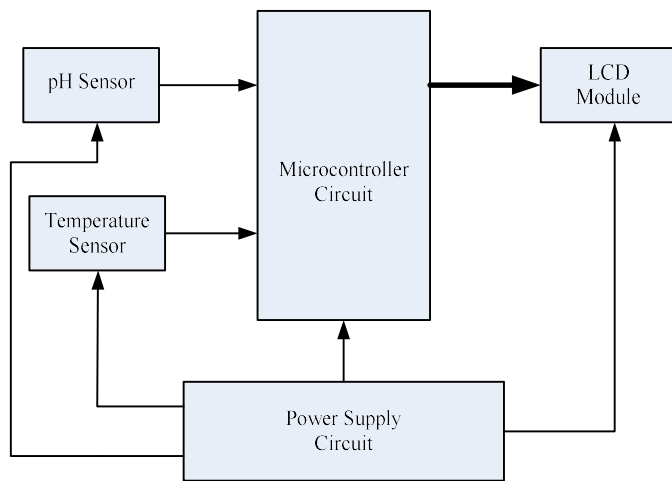 pH Sensor
LCD
Module
Microcontroller
Circuit
Temperature
Sensor
Power Supply
Circuit